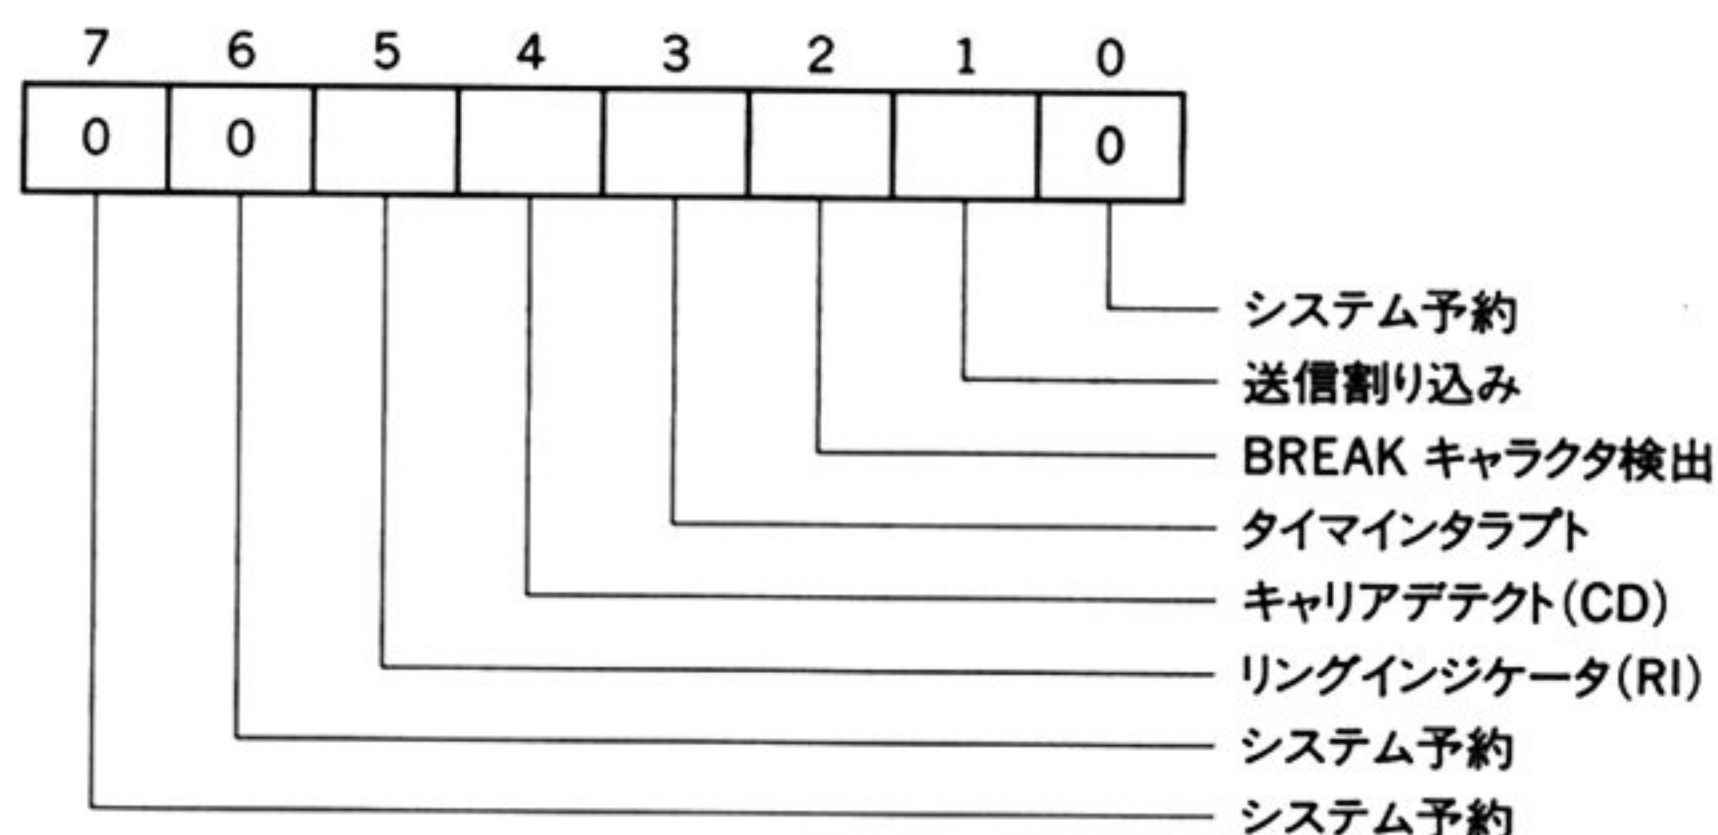 7 6 5 4 3 2 1 0
0 0 0
システム予約
送信割り込み
BREAK キャラクタ検出
タイマインタラプト
キャリアデテクト(CD)
リングインジケータ(RI)
システム予約
システム予約